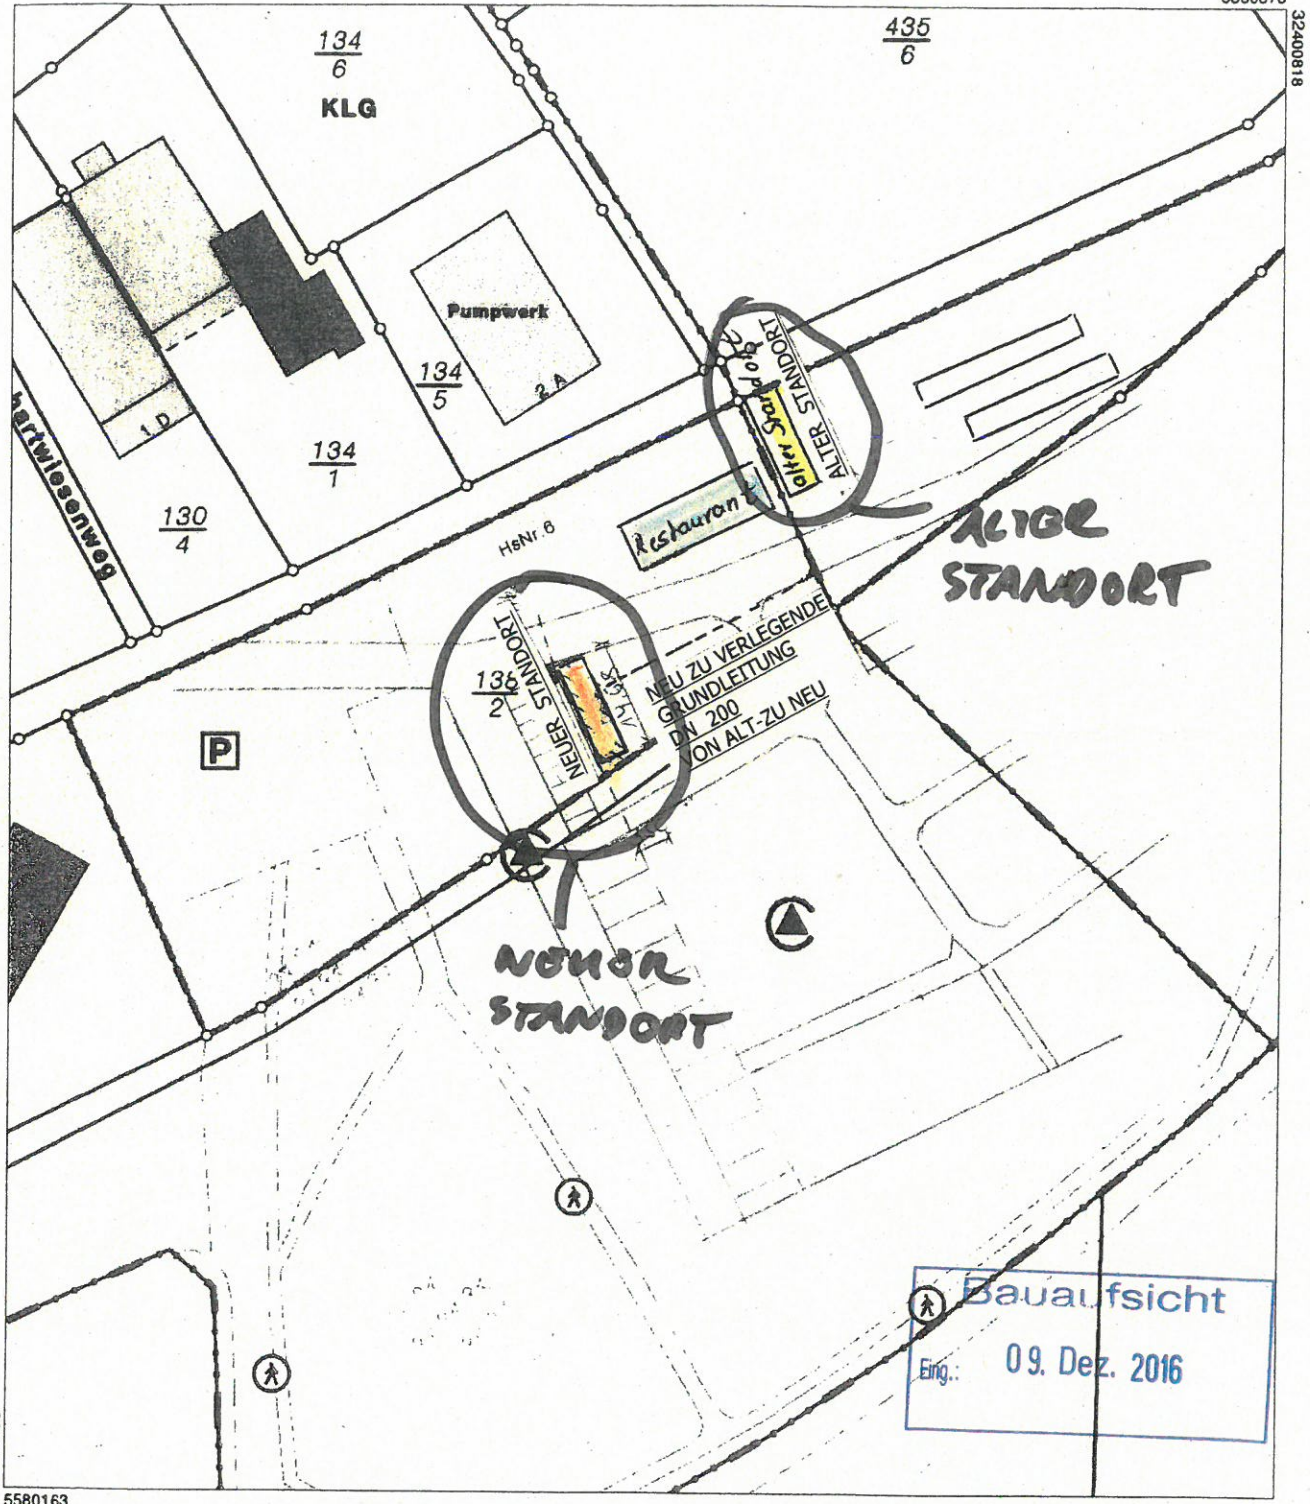 32400818
134
6
KLG
435
6
Pumpwerk
2 A
134
5
1 D
134
1
130
4
hartwiesenweg
HsNr. 6
alter Standort
ALTER STANDORT
Restaurant
ALTER
STANDORT
138
2
NEUER STANDORT
NEU ZU VERLEGENDE
GRUNDLEITUNG
DN 200
VON ALT-ZU NEU
P
NEUER
STANDORT
Bauaufsicht
Eing.: 09. Dez. 2016
5580163